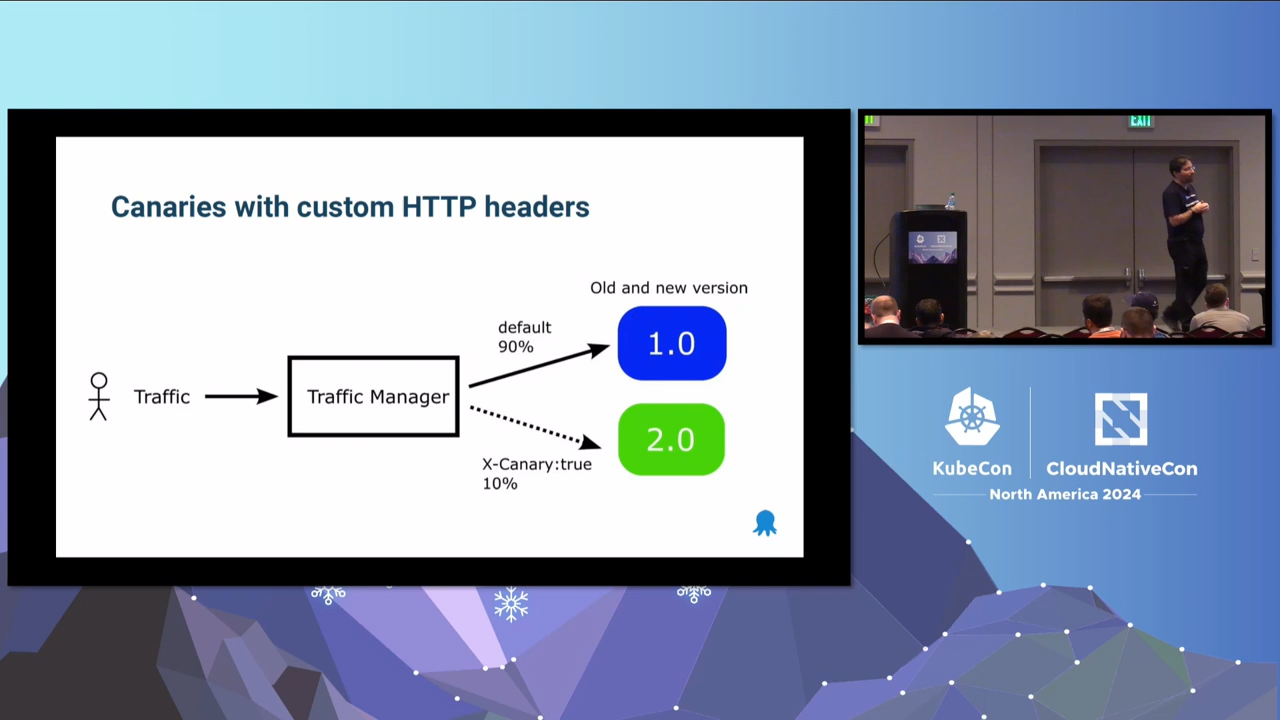 Canaries with custom HTTP headers
Old and new version
default
90%
1.0
Traffic
Traffic Manager
2.0
X-Canary:true
10%
EXIT
KubeCon
CloudNativeCon
North America 2024